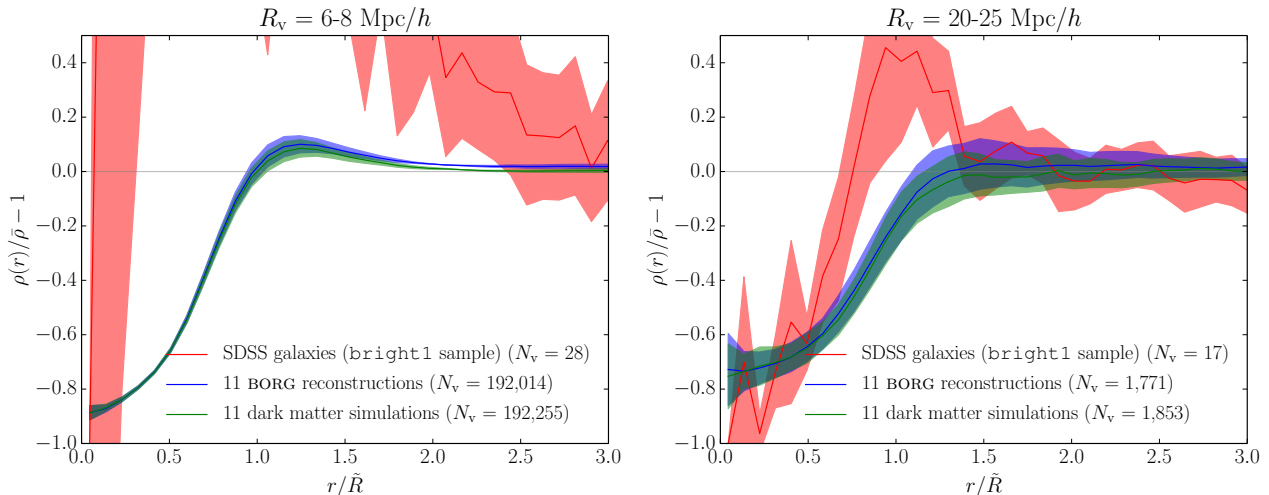 R_v = 6-8 Mpc/h
ρ(r)/ρ̄ − 1
0.4
0.2
0.0
−0.2
−0.4
−0.6
−0.8
−1.0
SDSS galaxies (bright1 sample) (N_v = 28)
11 BORG reconstructions (N_v = 192,014)
11 dark matter simulations (N_v = 192,255)
0.0 0.5 1.0 1.5 2.0 2.5 3.0
r/R̃
R_v = 20-25 Mpc/h
ρ(r)/ρ̄ − 1
0.4
0.2
0.0
−0.2
−0.4
−0.6
−0.8
−1.0
SDSS galaxies (bright1 sample) (N_v = 17)
11 BORG reconstructions (N_v = 1,771)
11 dark matter simulations (N_v = 1,853)
0.0 0.5 1.0 1.5 2.0 2.5 3.0
r/R̃